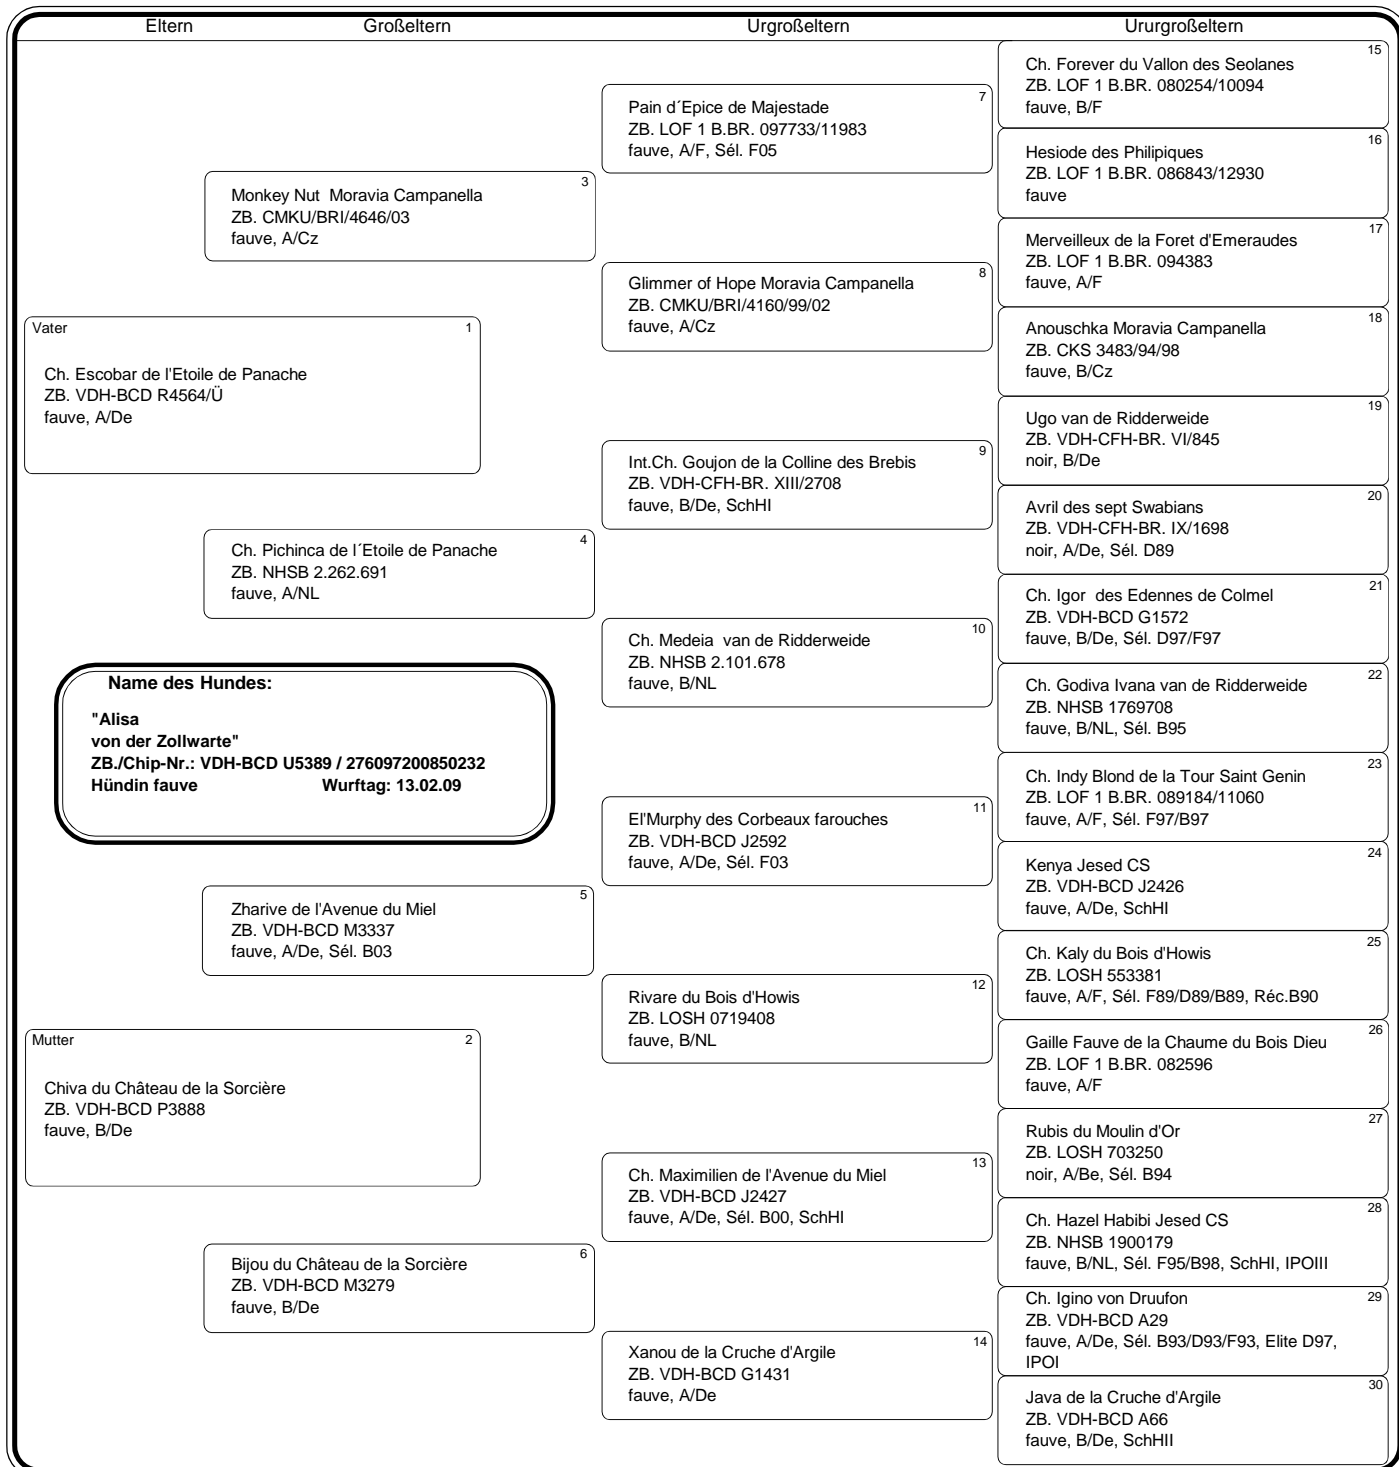 Eltern Großeltern Urgroßeltern Ururgroßeltern
Vater 1
Ch. Escobar de l'Etoile de Panache
ZB. VDH-BCD R4564/Ü
fauve, A/De
Mutter 2
Chiva du Château de la Sorcière
ZB. VDH-BCD P3888
fauve, B/De
3
Monkey Nut Moravia Campanella
ZB. CMKU/BRI/4646/03
fauve, A/Cz
4
Ch. Pichinca de l´Etoile de Panache
ZB. NHSB 2.262.691
fauve, A/NL
Name des Hundes:
"Alisa
von der Zollwarte"
ZB./Chip-Nr.: VDH-BCD U5389 / 276097200850232
Hündin fauve Wurftag: 13.02.09
5
Zharive de l'Avenue du Miel
ZB. VDH-BCD M3337
fauve, A/De, Sél. B03
6
Bijou du Château de la Sorcière
ZB. VDH-BCD M3279
fauve, B/De
7
Pain d´Epice de Majestade
ZB. LOF 1 B.BR. 097733/11983
fauve, A/F, Sél. F05
8
Glimmer of Hope Moravia Campanella
ZB. CMKU/BRI/4160/99/02
fauve, A/Cz
9
Int.Ch. Goujon de la Colline des Brebis
ZB. VDH-CFH-BR. XIII/2708
fauve, B/De, SchHI
10
Ch. Medeia van de Ridderweide
ZB. NHSB 2.101.678
fauve, B/NL
11
El'Murphy des Corbeaux farouches
ZB. VDH-BCD J2592
fauve, A/De, Sél. F03
12
Rivare du Bois d'Howis
ZB. LOSH 0719408
fauve, B/NL
13
Ch. Maximilien de l'Avenue du Miel
ZB. VDH-BCD J2427
fauve, A/De, Sél. B00, SchHI
14
Xanou de la Cruche d'Argile
ZB. VDH-BCD G1431
fauve, A/De
15
Ch. Forever du Vallon des Seolanes
ZB. LOF 1 B.BR. 080254/10094
fauve, B/F
16
Hesiode des Philipiques
ZB. LOF 1 B.BR. 086843/12930
fauve
17
Merveilleux de la Foret d'Emeraudes
ZB. LOF 1 B.BR. 094383
fauve, A/F
18
Anouschka Moravia Campanella
ZB. CKS 3483/94/98
fauve, B/Cz
19
Ugo van de Ridderweide
ZB. VDH-CFH-BR. VI/845
noir, B/De
20
Avril des sept Swabians
ZB. VDH-CFH-BR. IX/1698
noir, A/De, Sél. D89
21
Ch. Igor des Edennes de Colmel
ZB. VDH-BCD G1572
fauve, B/De, Sél. D97/F97
22
Ch. Godiva Ivana van de Ridderweide
ZB. NHSB 1769708
fauve, B/NL, Sél. B95
23
Ch. Indy Blond de la Tour Saint Genin
ZB. LOF 1 B.BR. 089184/11060
fauve, A/F, Sél. F97/B97
24
Kenya Jesed CS
ZB. VDH-BCD J2426
fauve, A/De, SchHI
25
Ch. Kaly du Bois d'Howis
ZB. LOSH 553381
fauve, A/F, Sél. F89/D89/B89, Réc.B90
26
Gaille Fauve de la Chaume du Bois Dieu
ZB. LOF 1 B.BR. 082596
fauve, A/F
27
Rubis du Moulin d'Or
ZB. LOSH 703250
noir, A/Be, Sél. B94
28
Ch. Hazel Habibi Jesed CS
ZB. NHSB 1900179
fauve, B/NL, Sél. F95/B98, SchHI, IPOIII
29
Ch. Igino von Druufon
ZB. VDH-BCD A29
fauve, A/De, Sél. B93/D93/F93, Elite D97,
IPOI
30
Java de la Cruche d'Argile
ZB. VDH-BCD A66
fauve, B/De, SchHII